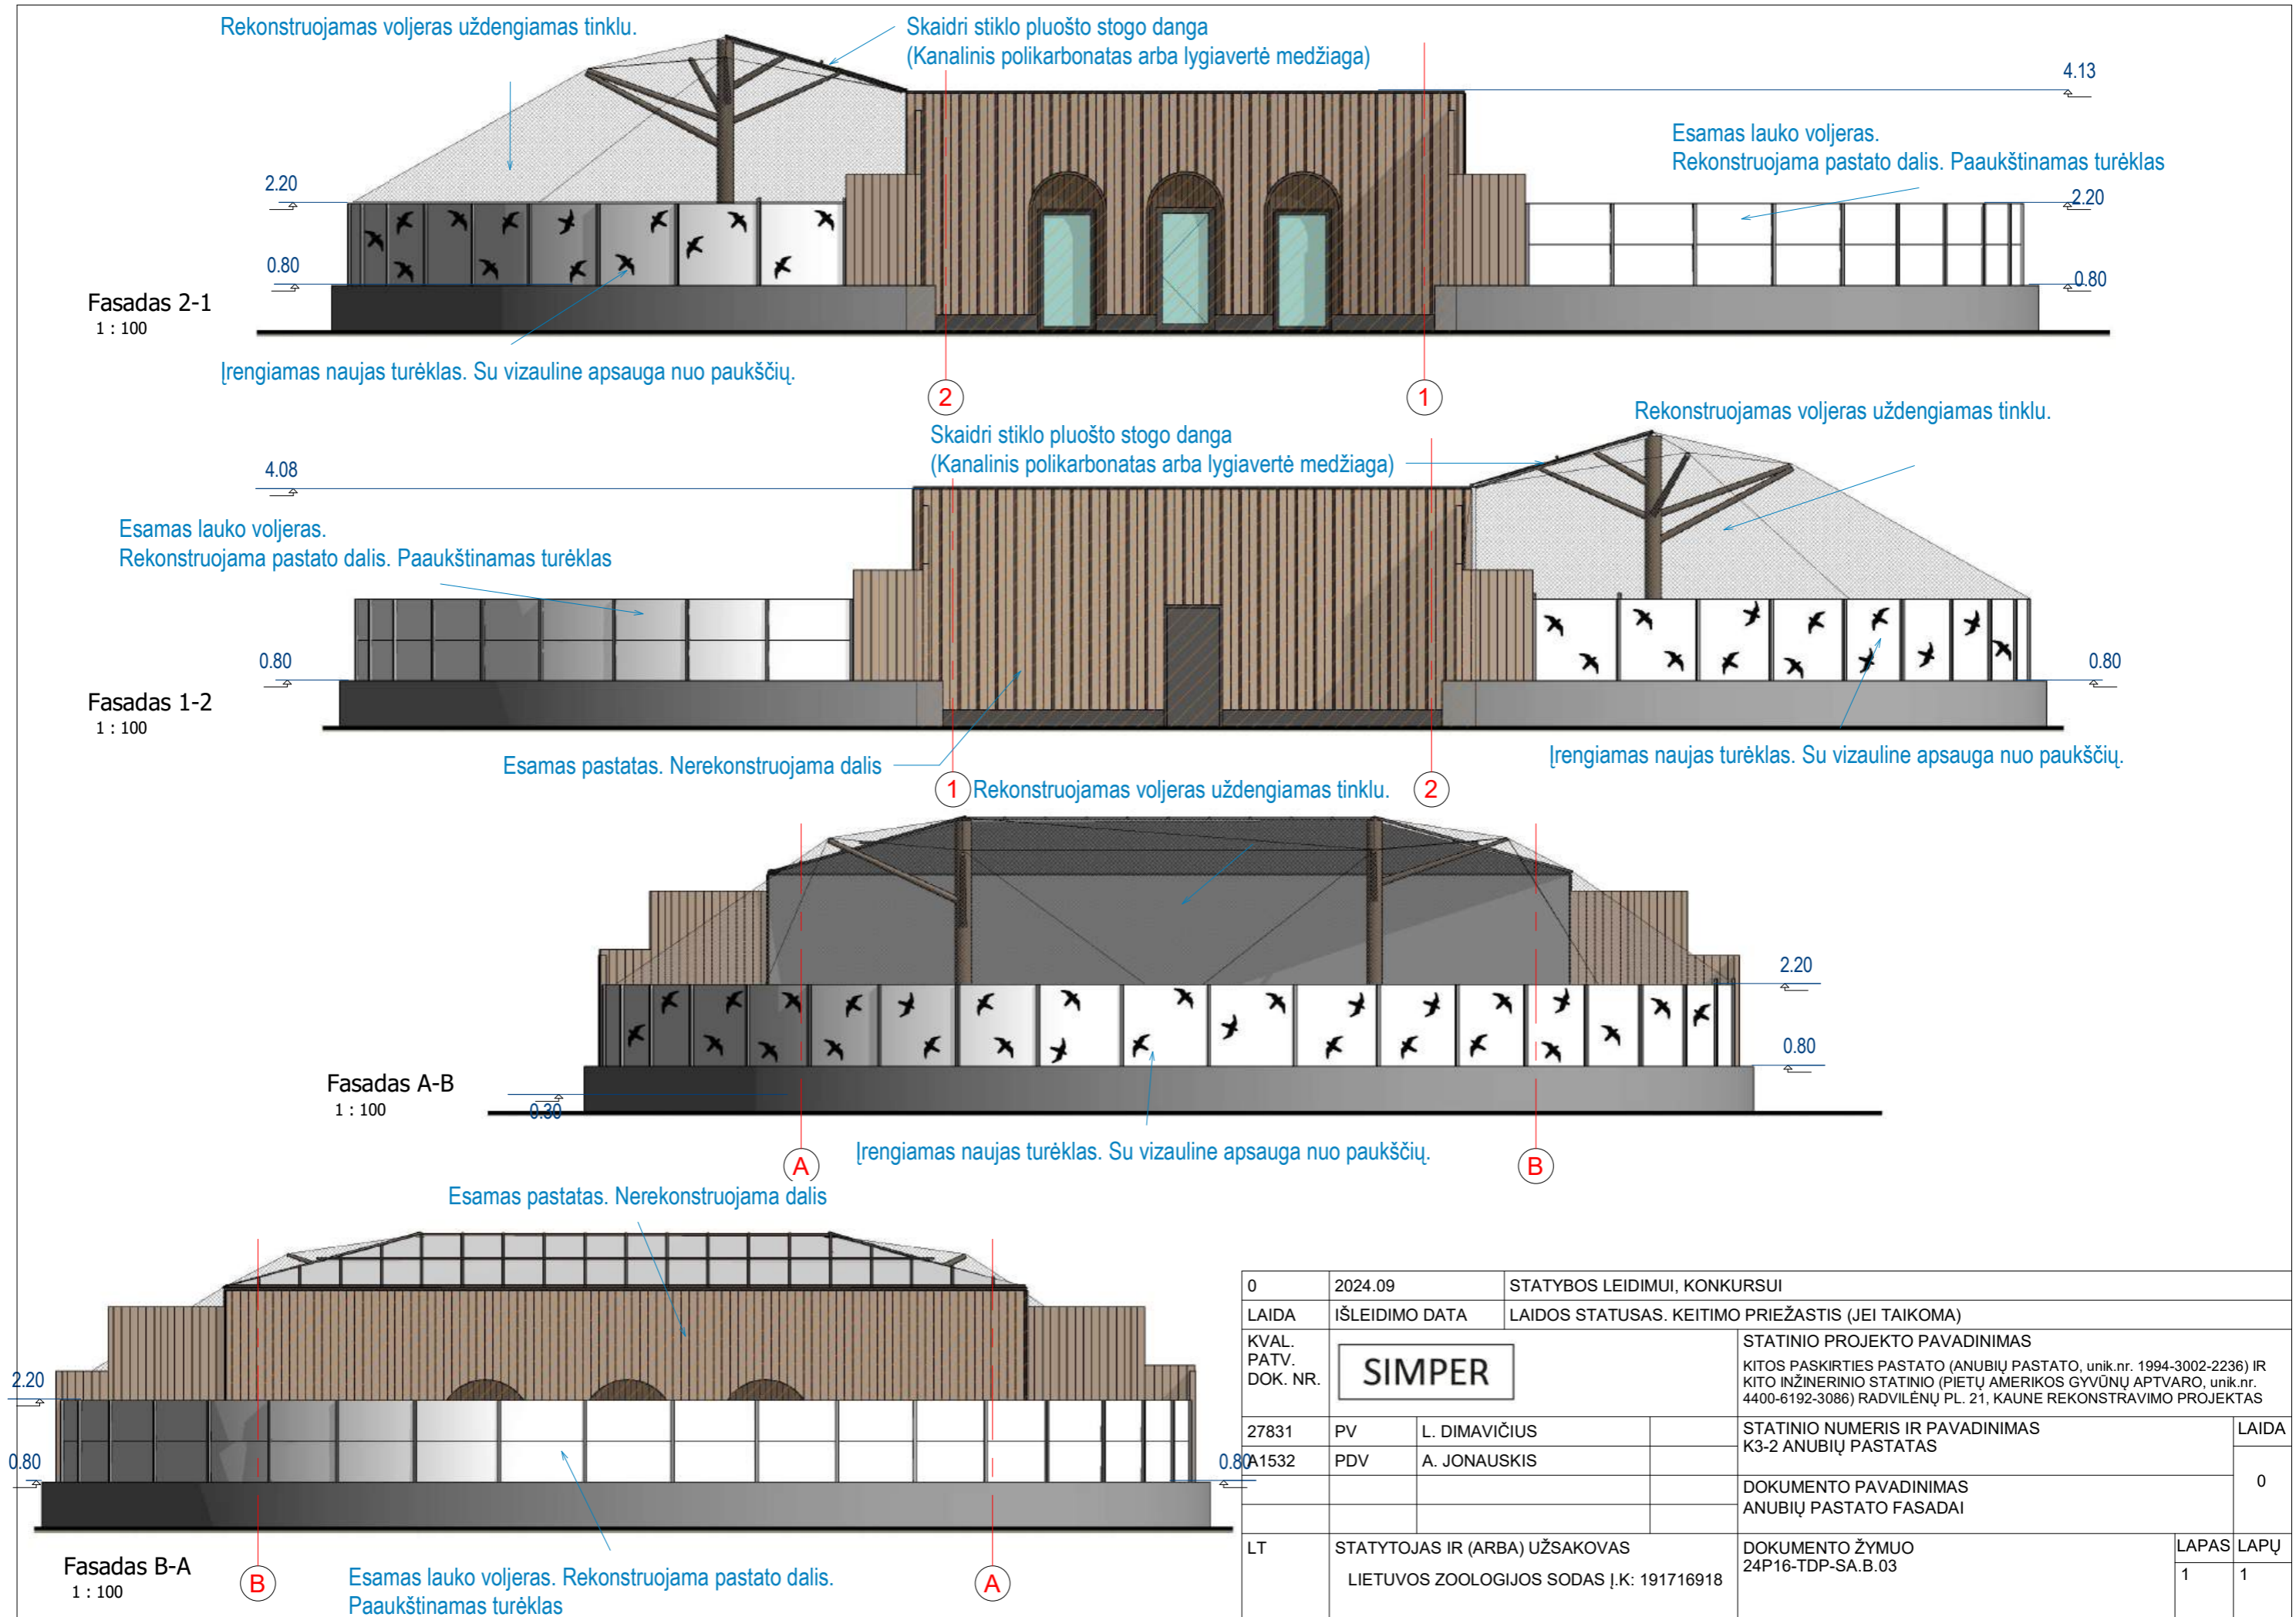 Rekonstruojamas voljeras uždengiamas tinklu.
Skaidri stiklo pluošto stogo danga
(Kanalinis polikarbonatas arba lygiavertė medžiaga)
4.13
Esamas lauko voljeras.
Rekonstruojama pastato dalis. Paaukštinamas turėklas
2.20
2.20
0.80
0.80
Fasadas 2-1
1 : 100
Įrengiamas naujas turėklas. Su vizauline apsauga nuo paukščių.
2
1
Rekonstruojamas voljeras uždengiamas tinklu.
Skaidri stiklo pluošto stogo danga
(Kanalinis polikarbonatas arba lygiavertė medžiaga)
4.08
Esamas lauko voljeras.
Rekonstruojama pastato dalis. Paaukštinamas turėklas
0.80
0.80
Fasadas 1-2
1 : 100
Esamas pastatas. Nerekonstruojama dalis
Įrengiamas naujas turėklas. Su vizauline apsauga nuo paukščių.
1
2
Rekonstruojamas voljeras uždengiamas tinklu.
2.20
0.80
Fasadas A-B
1 : 100
0.30
Įrengiamas naujas turėklas. Su vizauline apsauga nuo paukščių.
A
B
Esamas pastatas. Nerekonstruojama dalis
2.20
0.80
0.80
Fasadas B-A
1 : 100
B
A
Esamas lauko voljeras. Rekonstruojama pastato dalis.
Paaukštinamas turėklas
0 2024.09 STATYBOS LEIDIMUI, KONKURSUI
LAIDA IŠLEIDIMO DATA LAIDOS STATUSAS. KEITIMO PRIEŽASTIS (JEI TAIKOMA)
KVAL.
PATV.
DOK. NR.
SIMPER
STATINIO PROJEKTO PAVADINIMAS
KITOS PASKIRTIES PASTATO (ANUBIŲ PASTATO, unik.nr. 1994-3002-2236) IR
KITO INŽINERINIO STATINIO (PIETŲ AMERIKOS GYVŪNŲ APTVARO, unik.nr.
4400-6192-3086) RADVILĖNŲ PL. 21, KAUNE REKONSTRAVIMO PROJEKTAS
27831 PV L. DIMAVIČIUS
A1532 PDV A. JONAUSKIS
STATINIO NUMERIS IR PAVADINIMAS
K3-2 ANUBIŲ PASTATAS
LAIDA
0
DOKUMENTO PAVADINIMAS
ANUBIŲ PASTATO FASADAI
LT
STATYTOJAS IR (ARBA) UŽSAKOVAS
LIETUVOS ZOOLOGIJOS SODAS Į.K: 191716918
DOKUMENTO ŽYMUO
24P16-TDP-SA.B.03
LAPAS LAPŲ
1 1